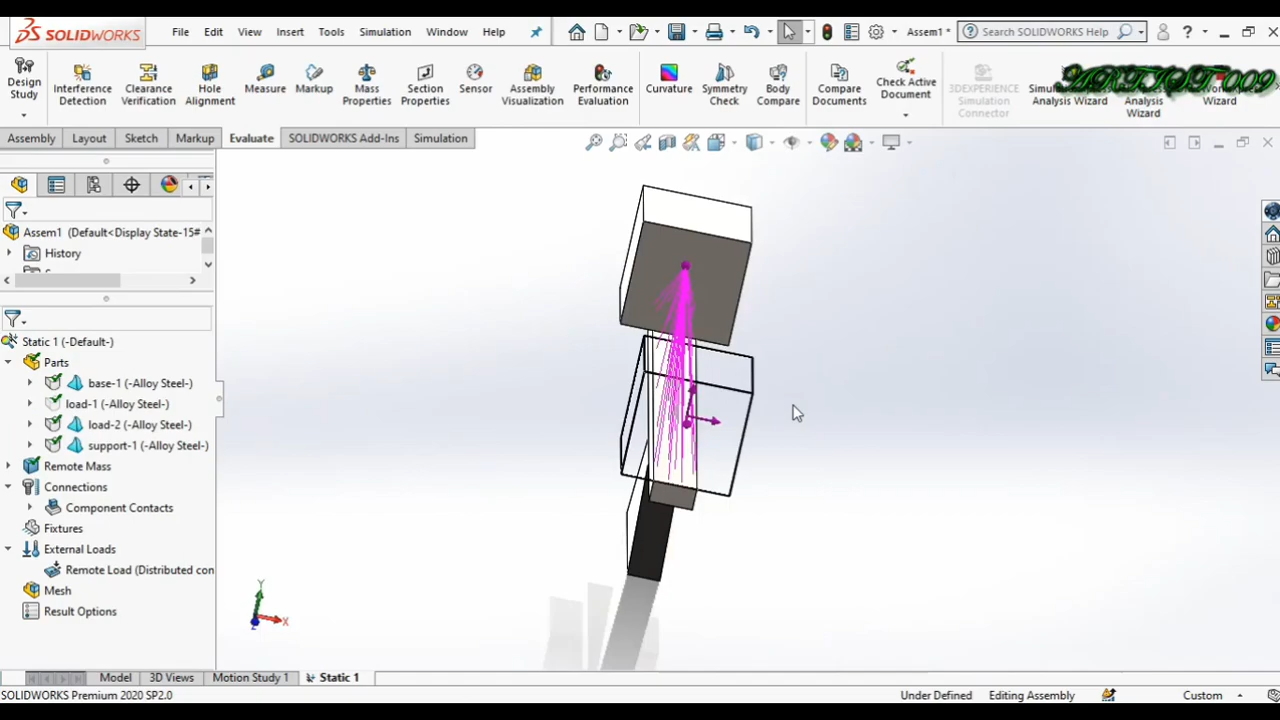 SOLIDWORKS File Edit View Insert Tools Simulation Window Help Assem1 * Search SOLIDWORKS Help ?
Design Study Interference Detection Clearance Verification Hole Alignment Measure Markup Mass Properties Section Properties Sensor Assembly Visualization Performance Evaluation Curvature Symmetry Check Body Compare Compare Documents Check Active Document 3DEXPERIENCE Simulation Connector Analysis Wizard Analysis Wizard Wizard
Assembly Layout Sketch Markup Evaluate SOLIDWORKS Add-Ins Simulation
Assem1 (Default<Display State-15#
History
Static 1 (-Default-)
Parts
base-1 (-Alloy Steel-)
load-1 (-Alloy Steel-)
load-2 (-Alloy Steel-)
support-1 (-Alloy Steel-)
Remote Mass
Connections
Component Contacts
Fixtures
External Loads
Remote Load (Distributed con
Mesh
Result Options
Y
X
Z
Model 3D Views Motion Study 1 Static 1
SOLIDWORKS Premium 2020 SP2.0 Under Defined Editing Assembly Custom